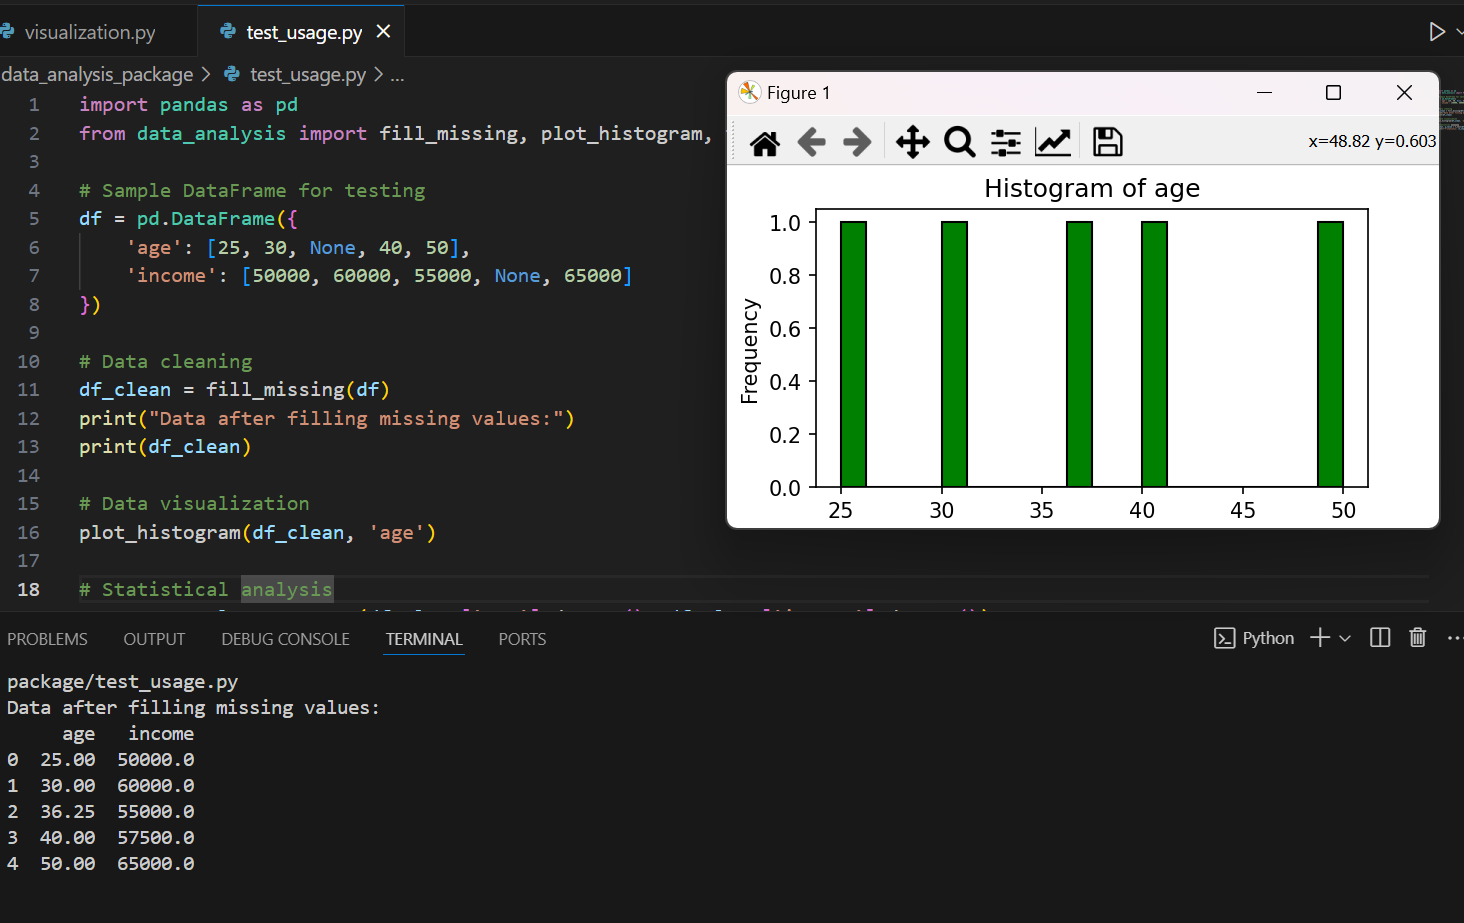 visualization.py
test_usage.py
data_analysis_package > test_usage.py > ...
1 import pandas as pd
2 from data_analysis import fill_missing, plot_histogram,
3
4 # Sample DataFrame for testing
5 df = pd.DataFrame({
6 'age': [25, 30, None, 40, 50],
7 'income': [50000, 60000, 55000, None, 65000]
8 })
9
10 # Data cleaning
11 df_clean = fill_missing(df)
12 print("Data after filling missing values:")
13 print(df_clean)
14
15 # Data visualization
16 plot_histogram(df_clean, 'age')
17
18 # Statistical analysis
Figure 1
x=48.82 y=0.603
Histogram of age
Frequency
1.0
0.8
0.6
0.4
0.2
0.0
25 30 35 40 45 50
PROBLEMS OUTPUT DEBUG CONSOLE TERMINAL PORTS
Python
package/test_usage.py
Data after filling missing values:
age income
0 25.00 50000.0
1 30.00 60000.0
2 36.25 55000.0
3 40.00 57500.0
4 50.00 65000.0